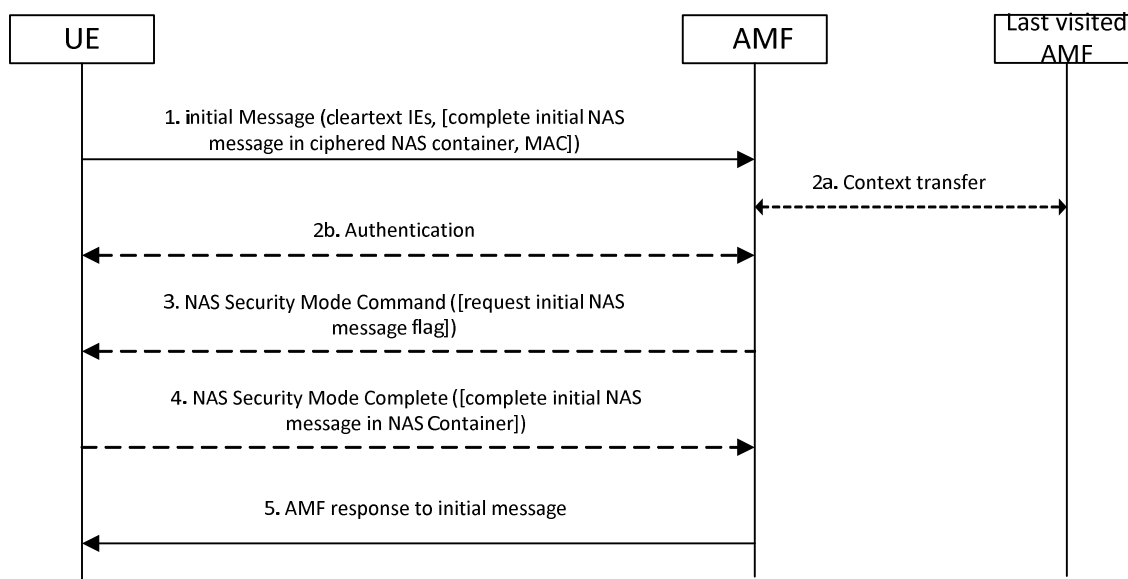 UE
AMF
Last visited
AMF
1. initial Message (cleartext IEs, [complete initial NAS
message in ciphered NAS container, MAC])
2a. Context transfer
2b. Authentication
3. NAS Security Mode Command ([request initial NAS
message flag])
4. NAS Security Mode Complete ([complete initial NAS
message in NAS Container])
5. AMF response to initial message